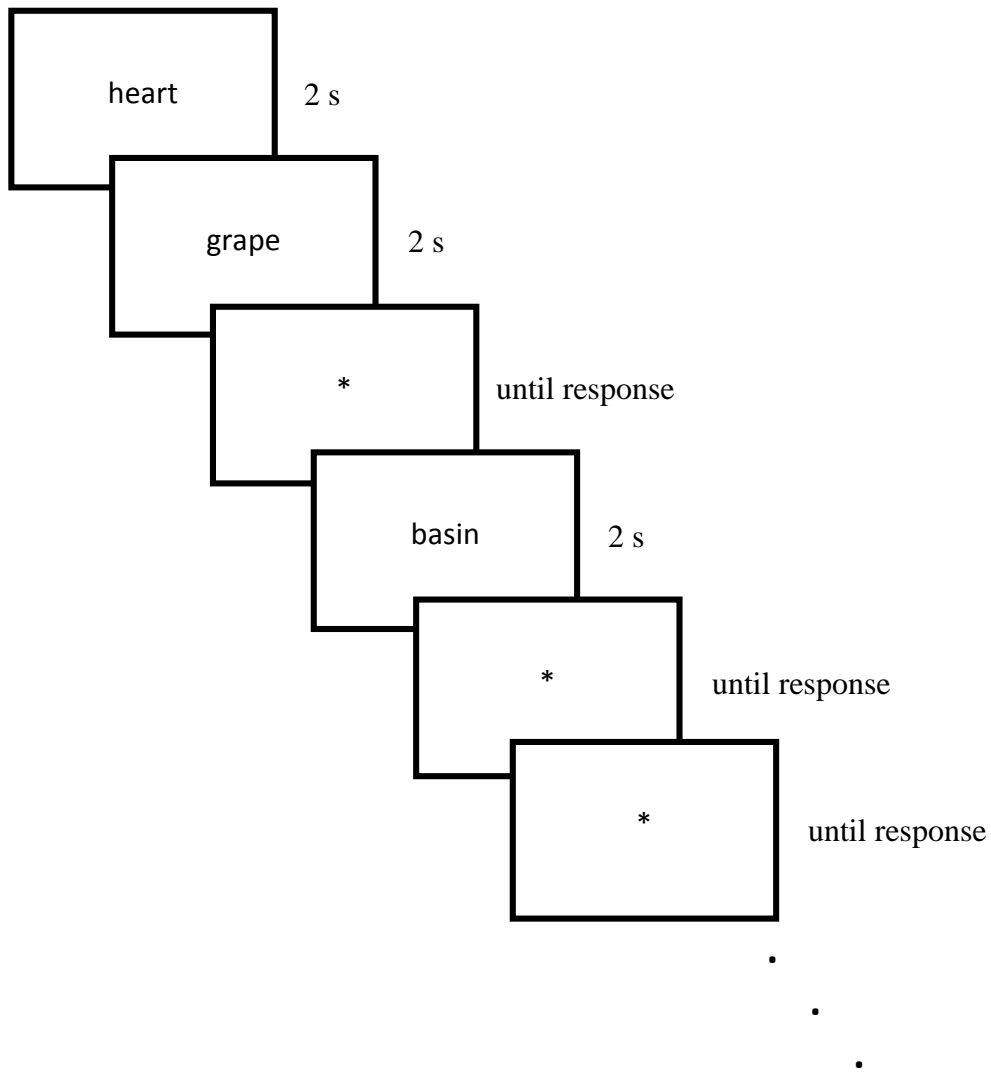 heart
2 s
grape
2 s
*
until response
basin
2 s
*
until response
*
until response
.
.
.